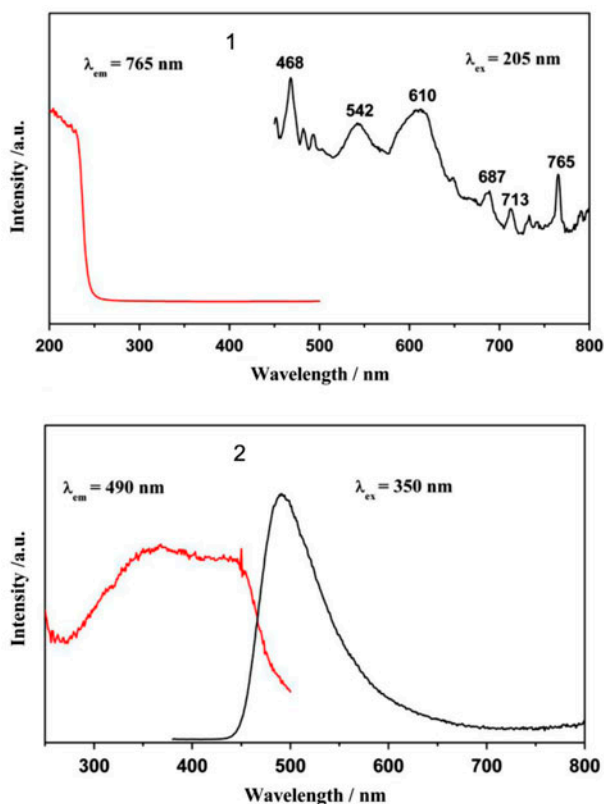 1
λem = 765 nm
λex = 205 nm
468
542
610
687
713
765
Intensity /a.u.
200 300 400 500 600 700 800
Wavelength / nm
2
λem = 490 nm
λex = 350 nm
Intensity /a.u.
300 400 500 600 700 800
Wavelength / nm